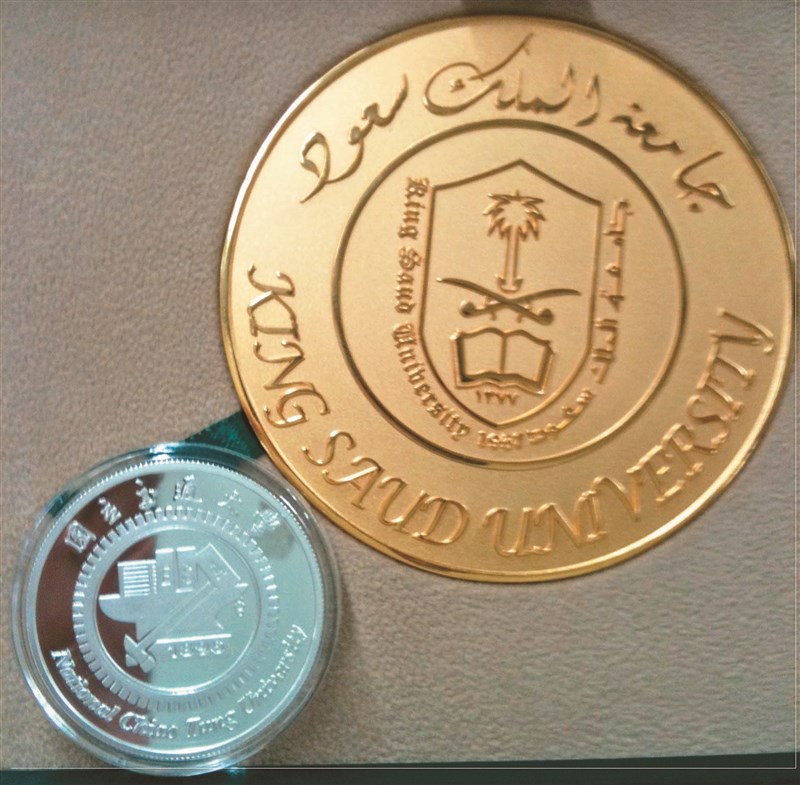 جامعة الملك سعود
King Saud University 1957
جامعة الملك سعود
١٣٧٧
KING SAUD UNIVERSITY
國立交通大學
1896
National Chiao Tung University